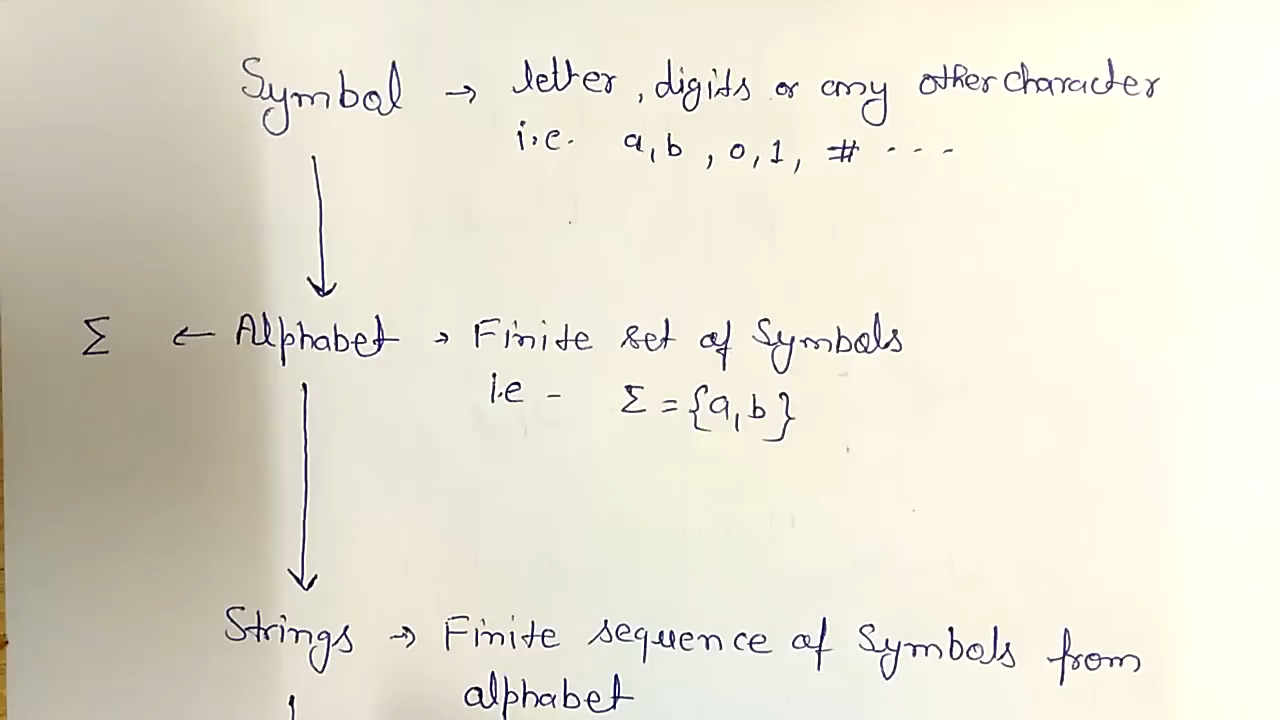 Symbol → letter, digits or any other character
i.e. a, b, 0, 1, # - - -
Σ ← Alphabet → Finite set of Symbols
i.e - Σ = {a, b}
Strings → Finite sequence of Symbols from
alphabet